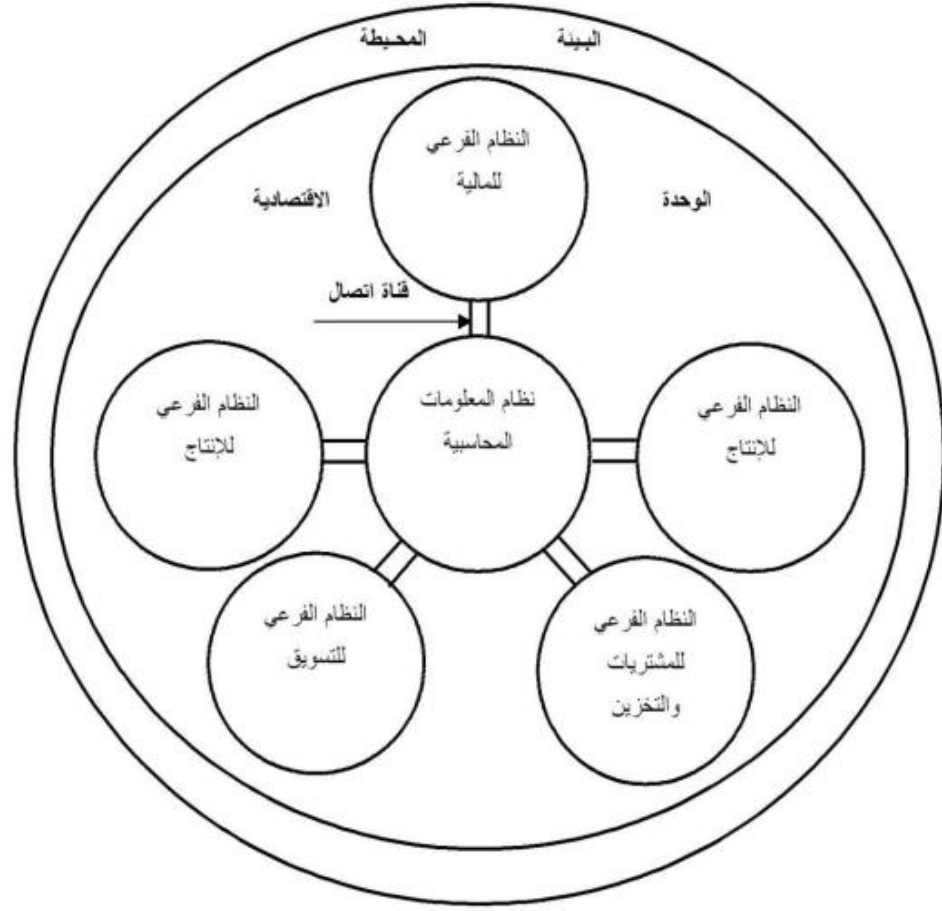 البيئة المحيطة
النظام الفرعي
للمالية
الوحدة الاقتصادية
قناة اتصال
نظام المعلومات
المحاسبية
النظام الفرعي
للإنتاج
النظام الفرعي
للإنتاج
النظام الفرعي
للمشتريات
والتخزين
النظام الفرعي
للتسويق